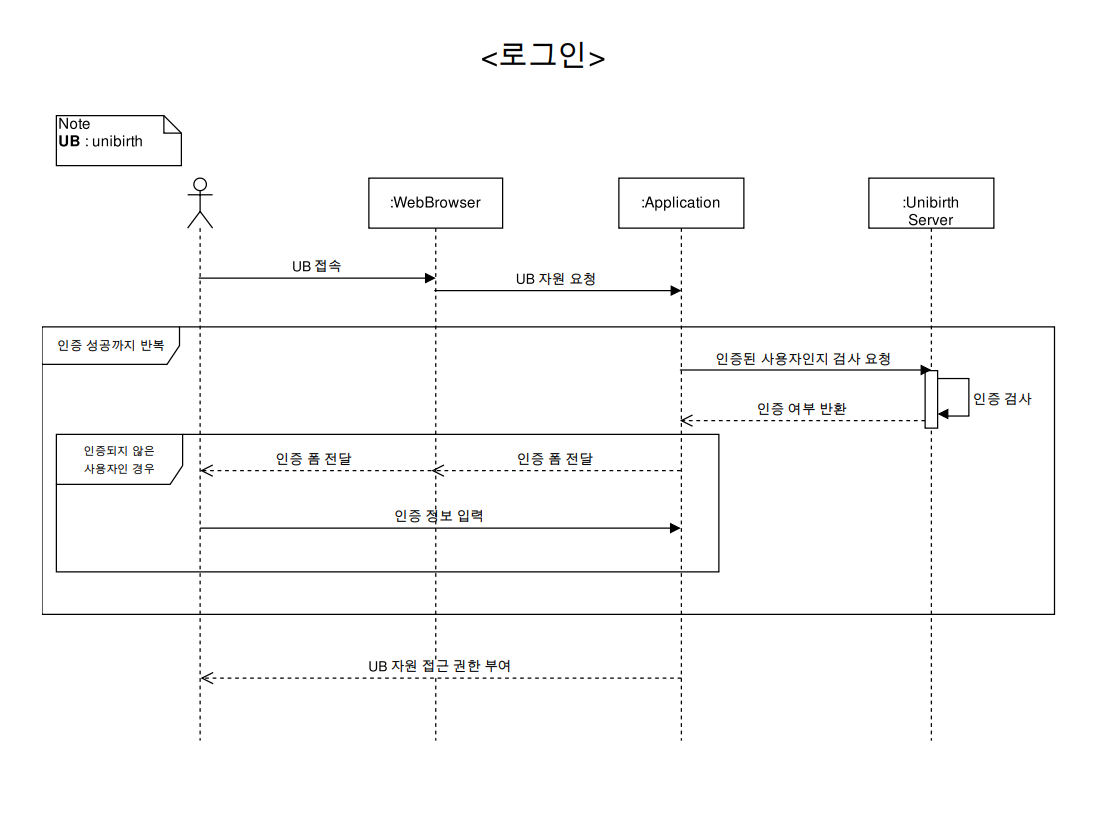 <로그인>
Note
UB : unibirth
:WebBrowser
:Application
:Unibirth
Server
UB 접속
UB 자원 요청
인증 성공까지 반복
인증된 사용자인지 검사 요청
인증 검사
인증 여부 반환
인증되지 않은
사용자인 경우
인증 폼 전달
인증 폼 전달
인증 정보 입력
UB 자원 접근 권한 부여